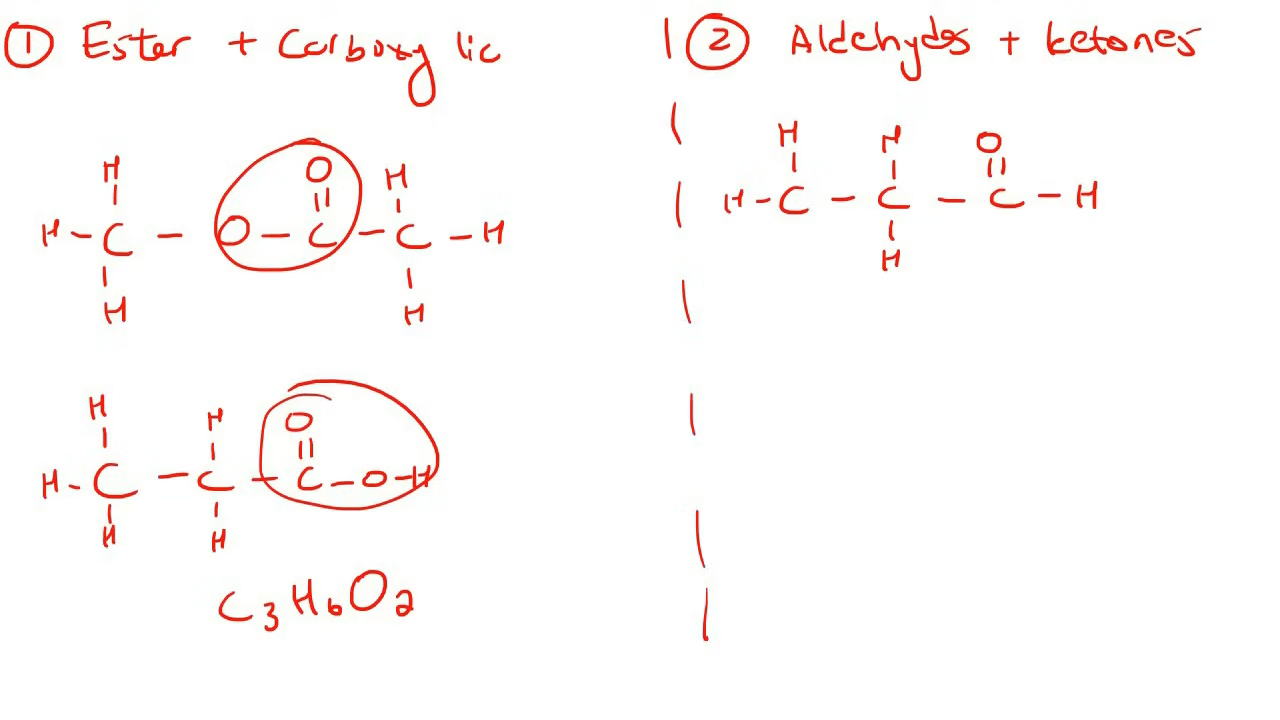 ① Ester + Carboxylic
H O H
H - C - O - C - C - H
H H
H H O
H - C - C - C - O - H
H H
C3H6O2
② Aldehydes + ketones
H H O
H - C - C - C - H
H